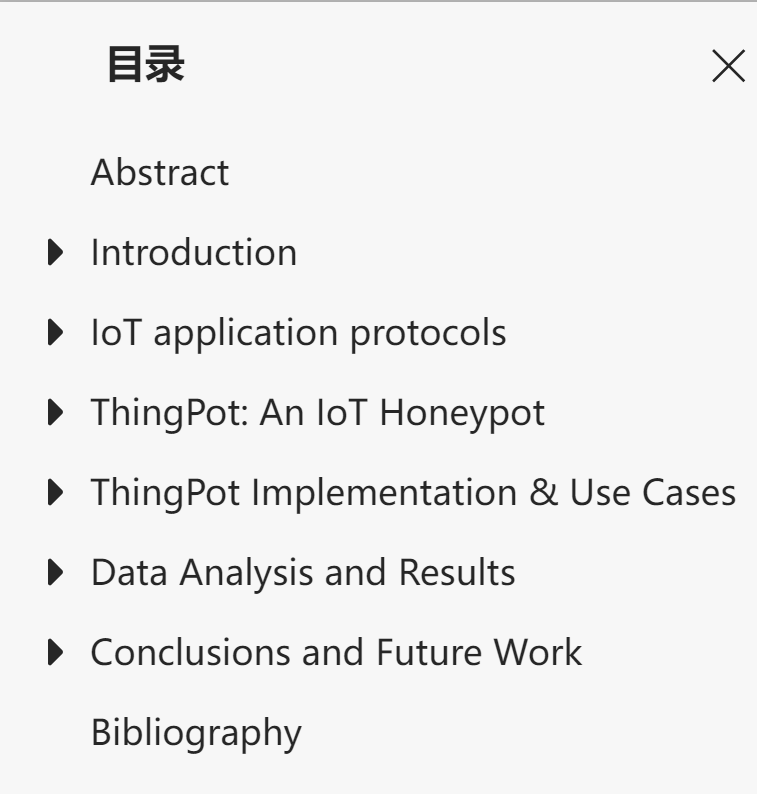 目录
Abstract
Introduction
IoT application protocols
ThingPot: An IoT Honeypot
ThingPot Implementation & Use Cases
Data Analysis and Results
Conclusions and Future Work
Bibliography